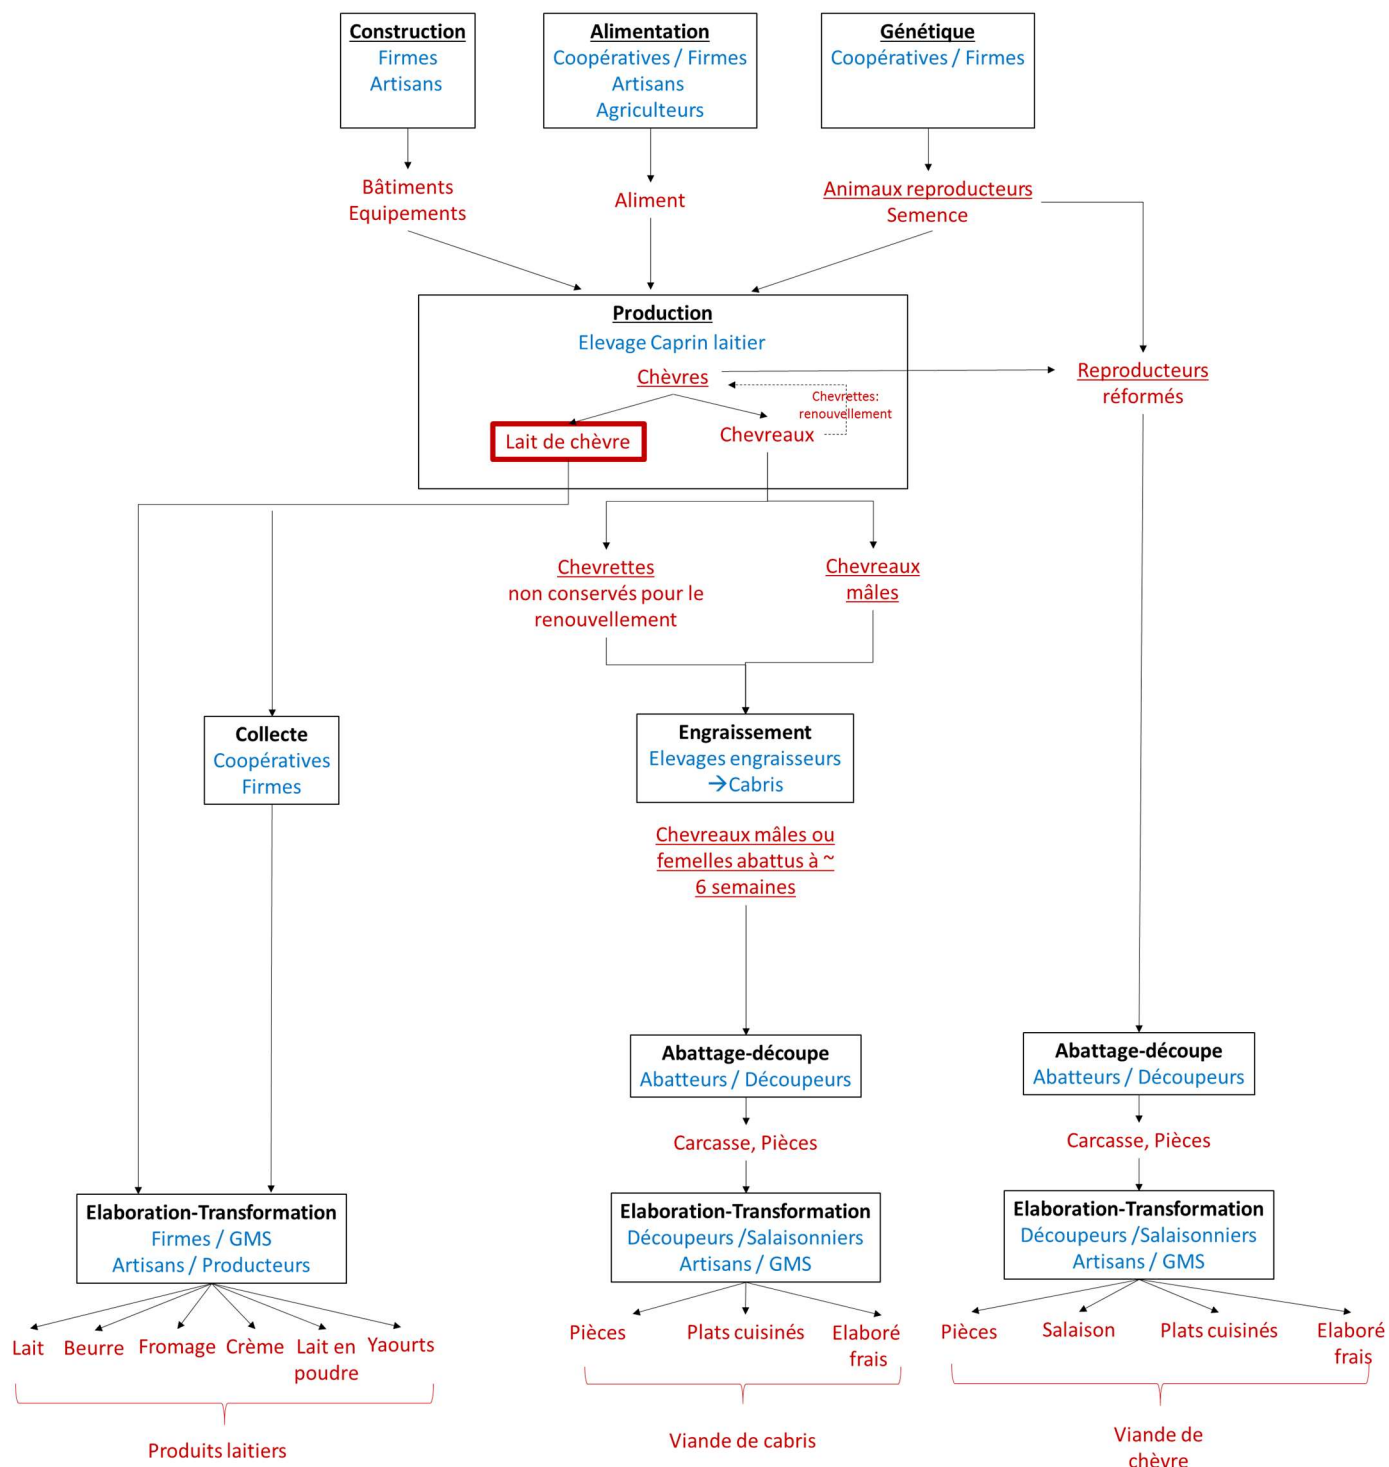 Construction
Firmes
Artisans
Alimentation
Coopératives / Firmes
Artisans
Agriculteurs
Génétique
Coopératives / Firmes
Bâtiments
Equipements
Aliment
Animaux reproducteurs
Semence
Production
Elevage Caprin laitier
Chèvres
Chevrettes:
renouvellement
Lait de chèvre
Chevreaux
Reproducteurs
réformés
Chevrettes
non conservés pour le
renouvellement
Chevreaux
mâles
Collecte
Coopératives
Firmes
Engraissement
Elevages engraisseurs
→Cabris
Chevreaux mâles ou
femelles abattus à ~
6 semaines
Abattage-découpe
Abatteurs / Découpeurs
Abattage-découpe
Abatteurs / Découpeurs
Carcasse, Pièces
Carcasse, Pièces
Elaboration-Transformation
Firmes / GMS
Artisans / Producteurs
Elaboration-Transformation
Découpeurs /Salaisonniers
Artisans / GMS
Elaboration-Transformation
Découpeurs /Salaisonniers
Artisans / GMS
Lait
Beurre
Fromage
Crème
Lait en
poudre
Yaourts
Pièces
Plats cuisinés
Elaboré
frais
Pièces
Salaison
Plats cuisinés
Elaboré
frais
Produits laitiers
Viande de cabris
Viande de
chèvre